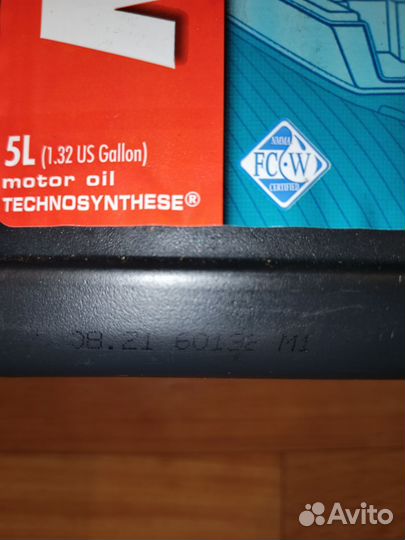 5L (1.32 US Gallon)
motor oil
TECHNOSYNTHESE®
NMMA
FC-W
CERTIFIED
08.21 60132 M1
Avito